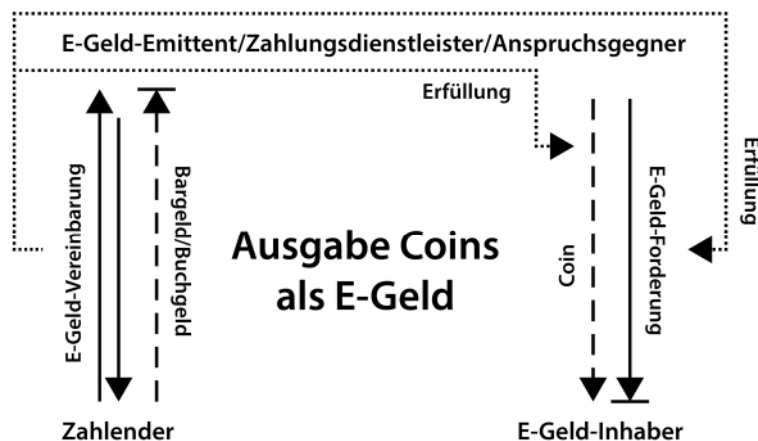 E-Geld-Emittent/Zahlungsdienstleister/Anspruchsgegner
Erfüllung
Erfüllung
E-Geld-Vereinbarung
Bargeld/Buchgeld
Ausgabe Coins
als E-Geld
Coin
E-Geld-Forderung
Zahlender
E-Geld-Inhaber